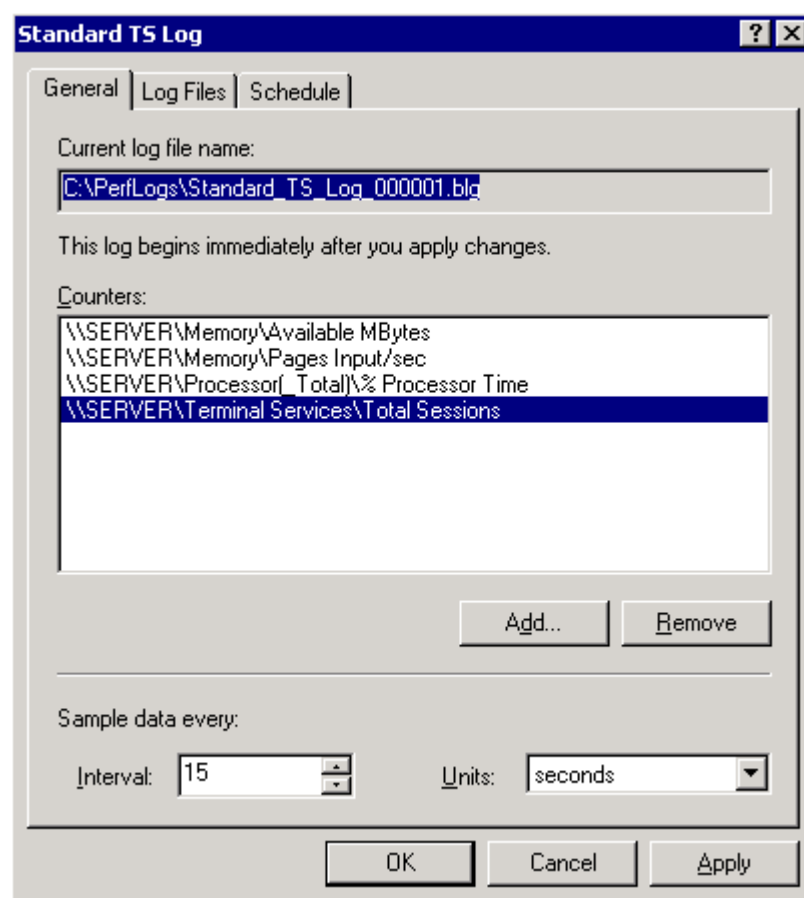 Standard TS Log
General Log Files Schedule
Current log file name:
C:\PerfLogs\Standard_TS_Log_000001.blg
This log begins immediately after you apply changes.
Counters:
\\SERVER\Memory\Available MBytes
\\SERVER\Memory\Pages Input/sec
\\SERVER\Processor(_Total)\% Processor Time
\\SERVER\Terminal Services\Total Sessions
Add... Remove
Sample data every:
Interval: 15 Units: seconds
OK Cancel Apply